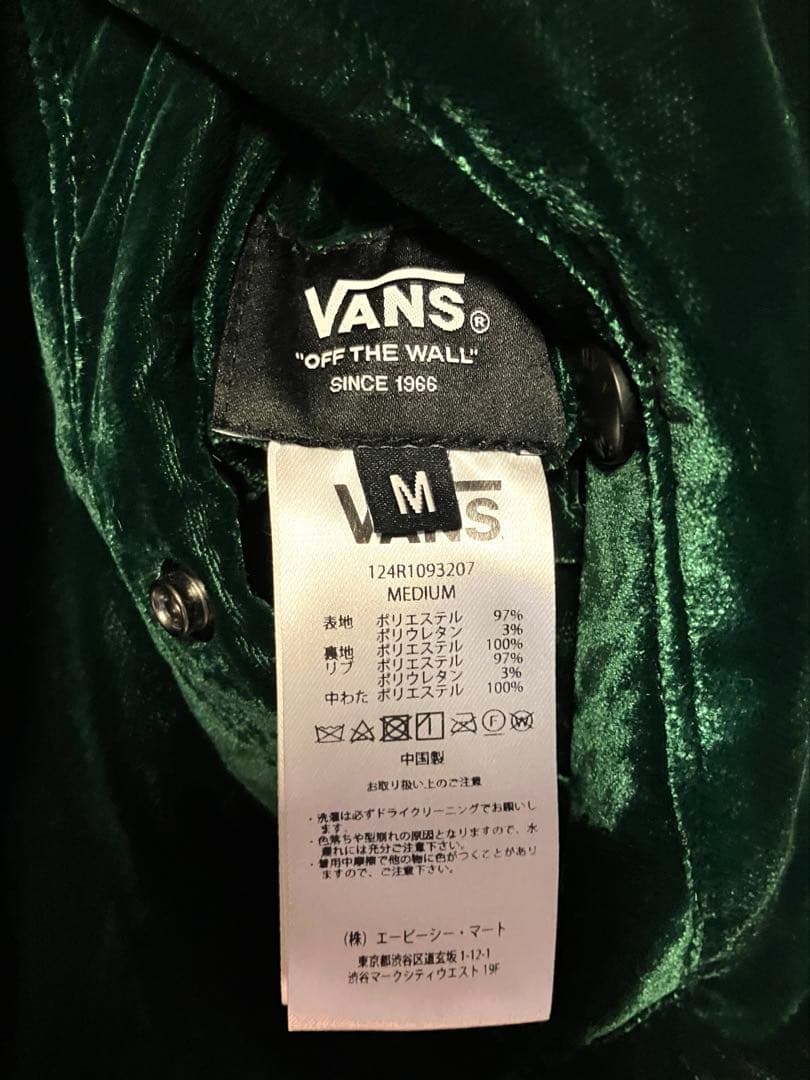 VANS®
"OFF THE WALL"
SINCE 1966
M
VANS
124R1093207
MEDIUM
表地 ポリエステル 97%
ポリウレタン 3%
裏地 ポリエステル 100%
リブ ポリエステル 97%
ポリウレタン 3%
中わた ポリエステル 100%
F W
中国製
お取り扱い上のご注意
・洗濯は必ずドライクリーニングでお願いし
ます。
・色落ちや型崩れの原因となりますので、水
濡れには充分ご注意下さい。
・着用中摩擦で他の物に色がつくことがあり
ますので、ご注意下さい。
(株) エービーシー・マート
東京都渋谷区道玄坂1-12-1
渋谷マークシティウエスト 19F